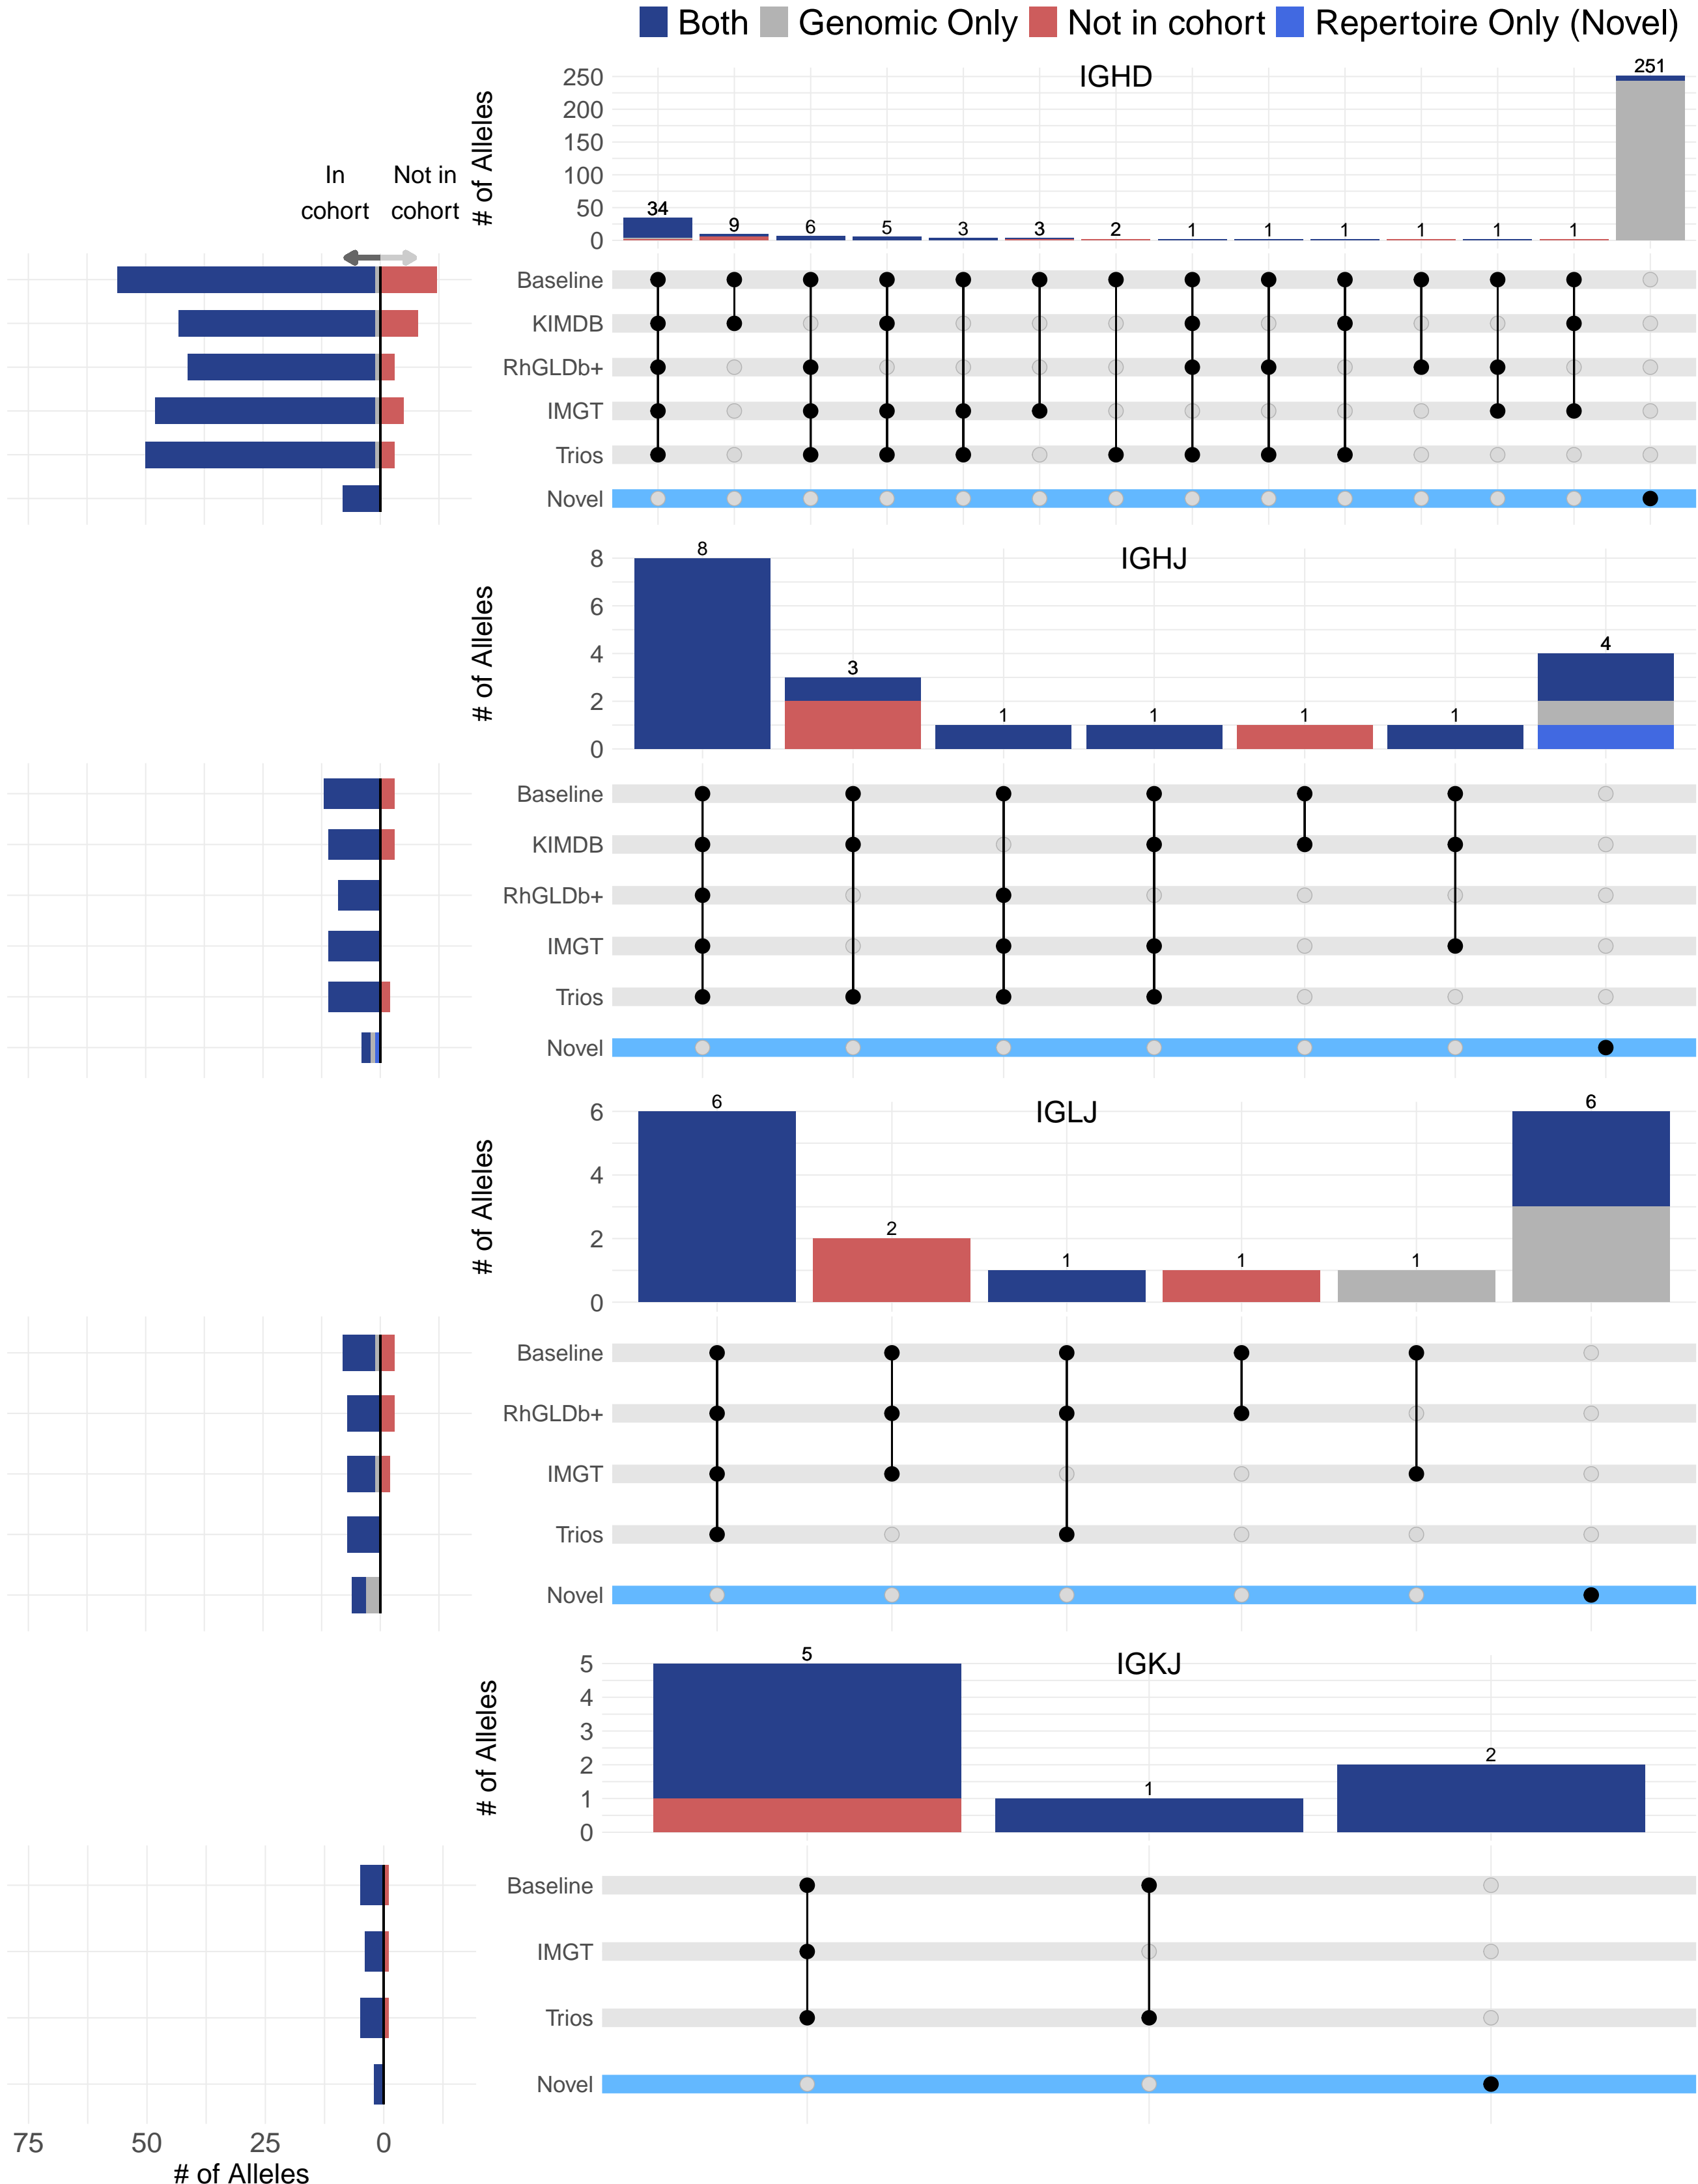 Both Genomic Only Not in cohort Repertoire Only (Novel)
IGHD
# of Alleles
250
200
150
100
50
0
34 9 6 5 3 3 2 1 1 1 1 1 1 251
In cohort
Not in cohort
Baseline
KIMDB
RhGLDb+
IMGT
Trios
Novel
IGHJ
# of Alleles
8
6
4
2
0
8 3 1 1 1 1 4
Baseline
KIMDB
RhGLDb+
IMGT
Trios
Novel
IGLJ
# of Alleles
6
4
2
0
6 2 1 1 1 6
Baseline
RhGLDb+
IMGT
Trios
Novel
IGKJ
# of Alleles
5
4
3
2
1
0
5 1 2
Baseline
IMGT
Trios
Novel
75 50 25 0
# of Alleles